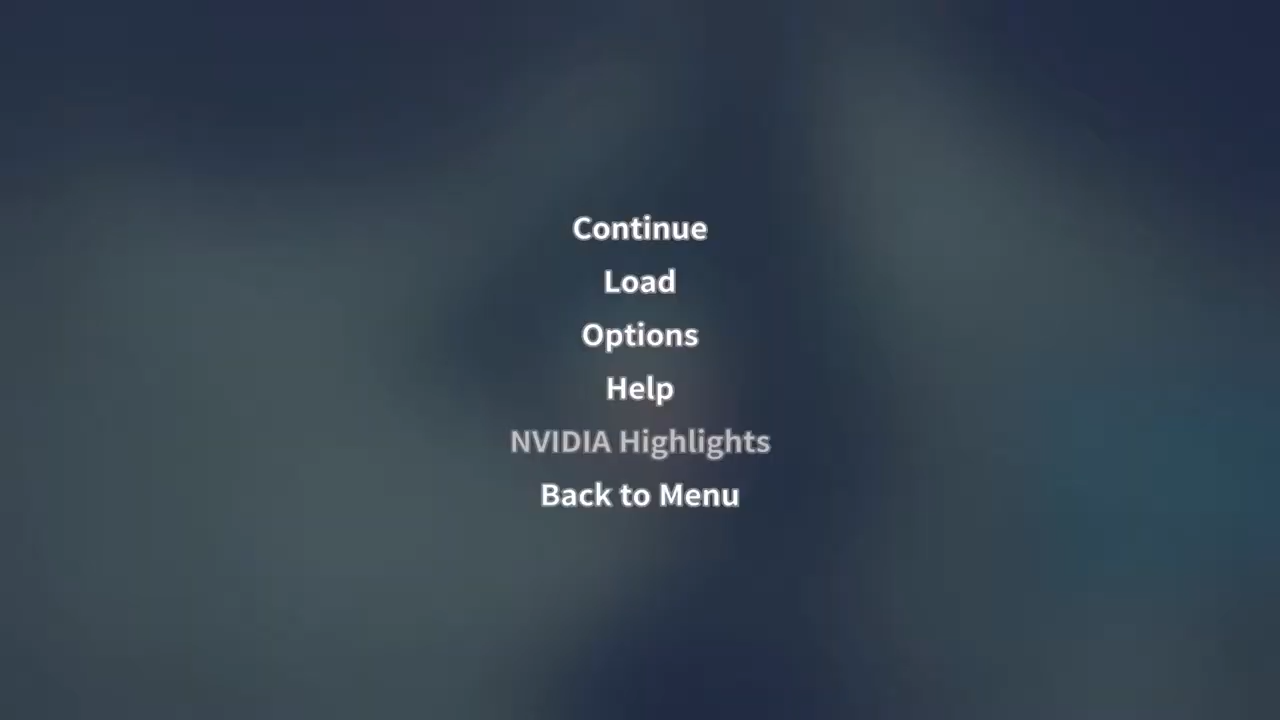 Continue
Load
Options
Help
NVIDIA Highlights
Back to Menu